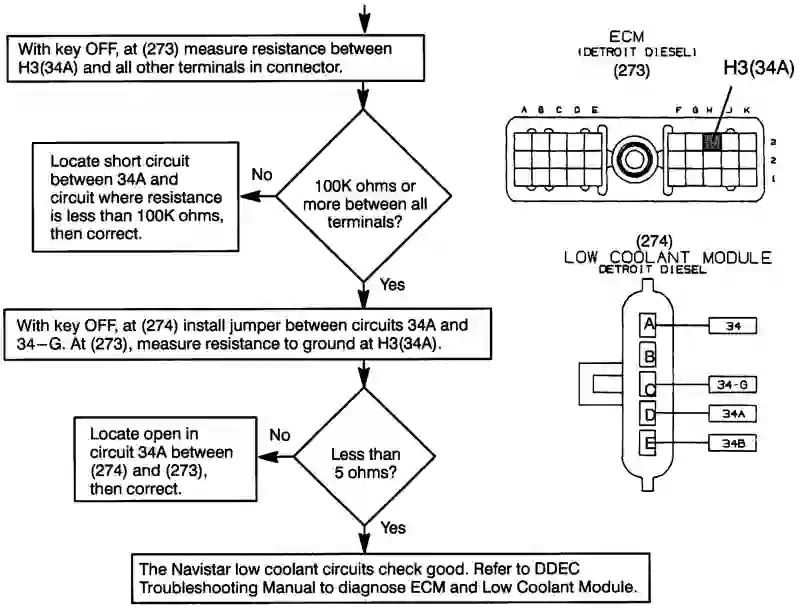 With key OFF, at (273) measure resistance between
H3(34A) and all other terminals in connector.
ECM
(DETROIT DIESEL)
(273)
H3(34A)
A B C D E
F G H J K
3
2
1
Locate short circuit
between 34A and
circuit where resistance
is less than 100K ohms,
then correct.
No
100K ohms or
more between all
terminals?
Yes
With key OFF, at (274) install jumper between circuits 34A and
34-G. At (273), measure resistance to ground at H3(34A).
(274)
LOW COOLANT MODULE
DETROIT DIESEL
A
34
B
C
34-G
D
34A
E
34B
Locate open in
circuit 34A between
(274) and (273),
then correct.
No
Less than
5 ohms?
Yes
The Navistar low coolant circuits check good. Refer to DDEC
Troubleshooting Manual to diagnose ECM and Low Coolant Module.